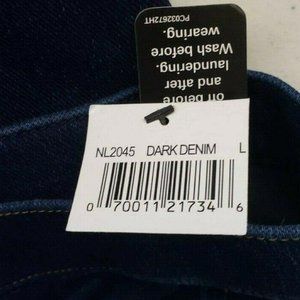 PC032672HT
wearing.
Wash before
laundering.
and after
off before
NL2045 DARK DENIM L
0 70011 21734 6